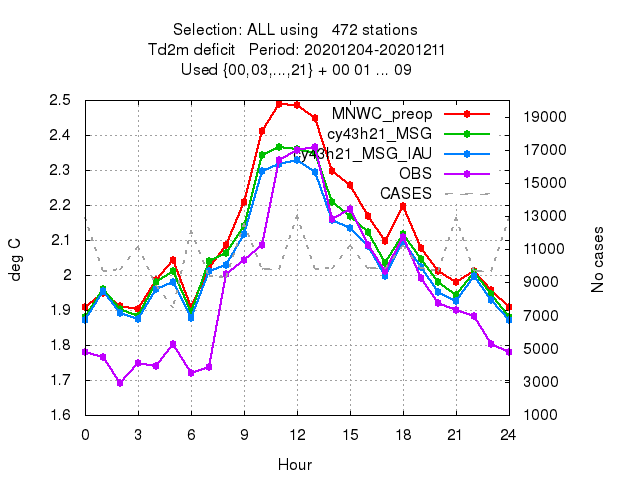 Selection: ALL using   472 stations
Td2m deficit   Period: 20201204-20201211
Used {00,03,...,21} + 00 01 ... 09
MNWC_preop
cy43h21_MSG
cy43h21_MSG_IAU
OBS
CASES
2.5
2.4
2.3
2.2
2.1
2
1.9
1.8
1.7
1.6
deg C
19000
17000
15000
13000
11000
9000
7000
5000
3000
1000
No cases
0 3 6 9 12 15 18 21 24
Hour